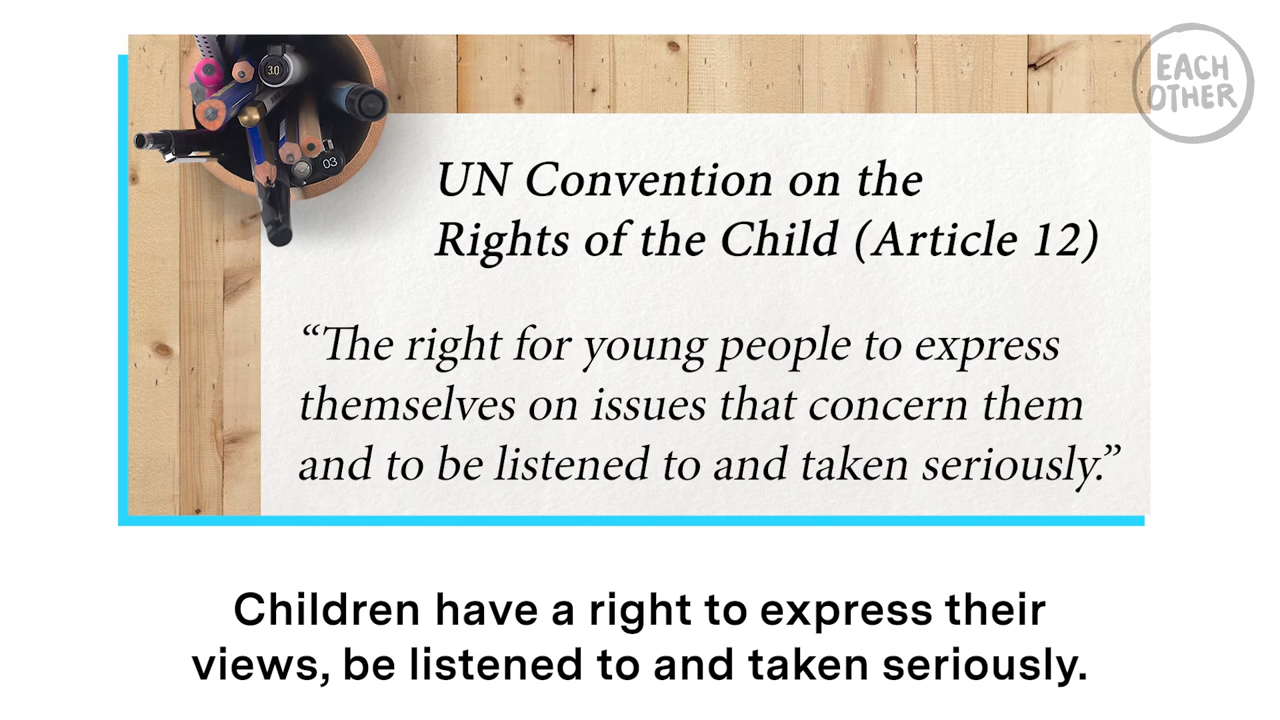 EACH
OTHER
3.0
03
UN Convention on the
Rights of the Child (Article 12)
“The right for young people to express
themselves on issues that concern them
and to be listened to and taken seriously.”
Children have a right to express their
views, be listened to and taken seriously.